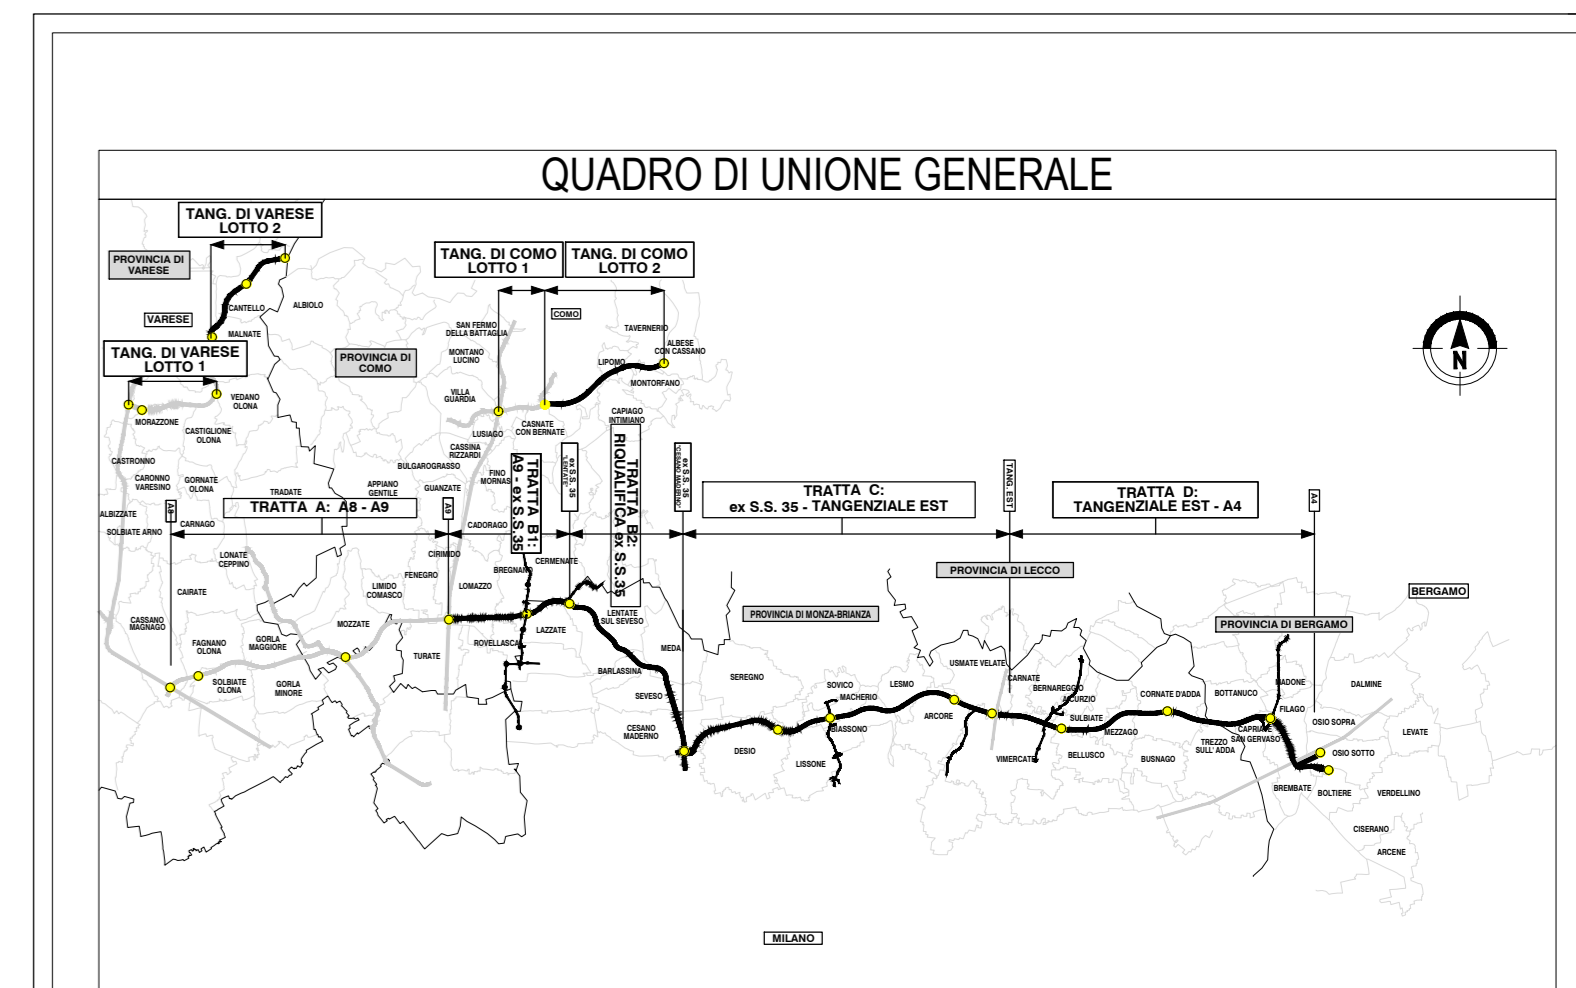 QUADRO DI UNIONE GENERALE
TANG. DI VARESE
LOTTO 2
PROVINCIA DI
VARESE
CANTELLO
ALBIOLO
VARESE
MALNATE
TANG. DI VARESE
LOTTO 1
VEDANO
OLONA
MORAZZONE
CASTIGLIONE
OLONA
PROVINCIA DI
COMO
TANG. DI COMO
LOTTO 1
TANG. DI COMO
LOTTO 2
COMO
SAN FERMO
DELLA BATTAGLIA
TAVERNERIO
ALBESE
CON CASSANO
MONTANO
LUCINO
LIPOMO
MONTORFANO
VILLA
GUARDIA
CAPIAGO
INTIMIANO
LUSIAGO
CASNATE
CON BERNATE
CASSINA
RIZZARDI
BULGAROGRASSO
FINO
MORNAS
GUANZATE
CASTRONNO
CARONNO
VARESINO
GORNATE
OLONA
TRADATE
APPIANO
GENTILE
ALBIZZATE
SOLBIATE ARNO
CARNAGO
A8
TRATTA A: A8 - A9
A9
CADORAGO
TRATTA B1:
A9 - ex S.S.35
ex S.S. 35
"LENTATE"
TRATTA B2:
RIQUALIFICA ex S.S.35
ex S.S. 35
"CESANO MADERNO"
TRATTA C:
ex S.S. 35 - TANGENZIALE EST
TANG. EST
TRATTA D:
TANGENZIALE EST - A4
A4
LONATE
CEPPINO
CIRIMIDO
FENEGRO
LOMAZZO
BREGNANO
CERMENATE
LIMIDO
COMASCO
CAIRATE
CASSANO
MAGNAGO
FAGNANO
OLONA
GORLA
MAGGIORE
MOZZATE
SOLBIATE
OLONA
GORLA
MINORE
TURATE
ROVELLASCA
LAZZATE
LENTATE
SUL SEVESO
MEDA
BARLASSINA
SEVESO
CESANO
MADERNO
PROVINCIA DI MONZA-BRIANZA
PROVINCIA DI LECCO
PROVINCIA DI BERGAMO
BERGAMO
SEREGNO
DESIO
SOVICO
MACHERIO
BIASSONO
LISSONE
LESMO
ARCORE
USMATE VELATE
CARNATE
BERNAREGGIO
AICURZIO
SULBIATE
VIMERCATE
BELLUSCO
MEZZAGO
CORNATE D'ADDA
BUSNAGO
TREZZO
SULL' ADDA
BOTTANUCO
MADONE
FILAGO
CAPRIATE
SAN GERVASO
DALMINE
OSIO SOPRA
LEVATE
OSIO SOTTO
BREMBATE
BOLTIERE
VERDELLINO
CISERANO
ARCENE
MILANO
N